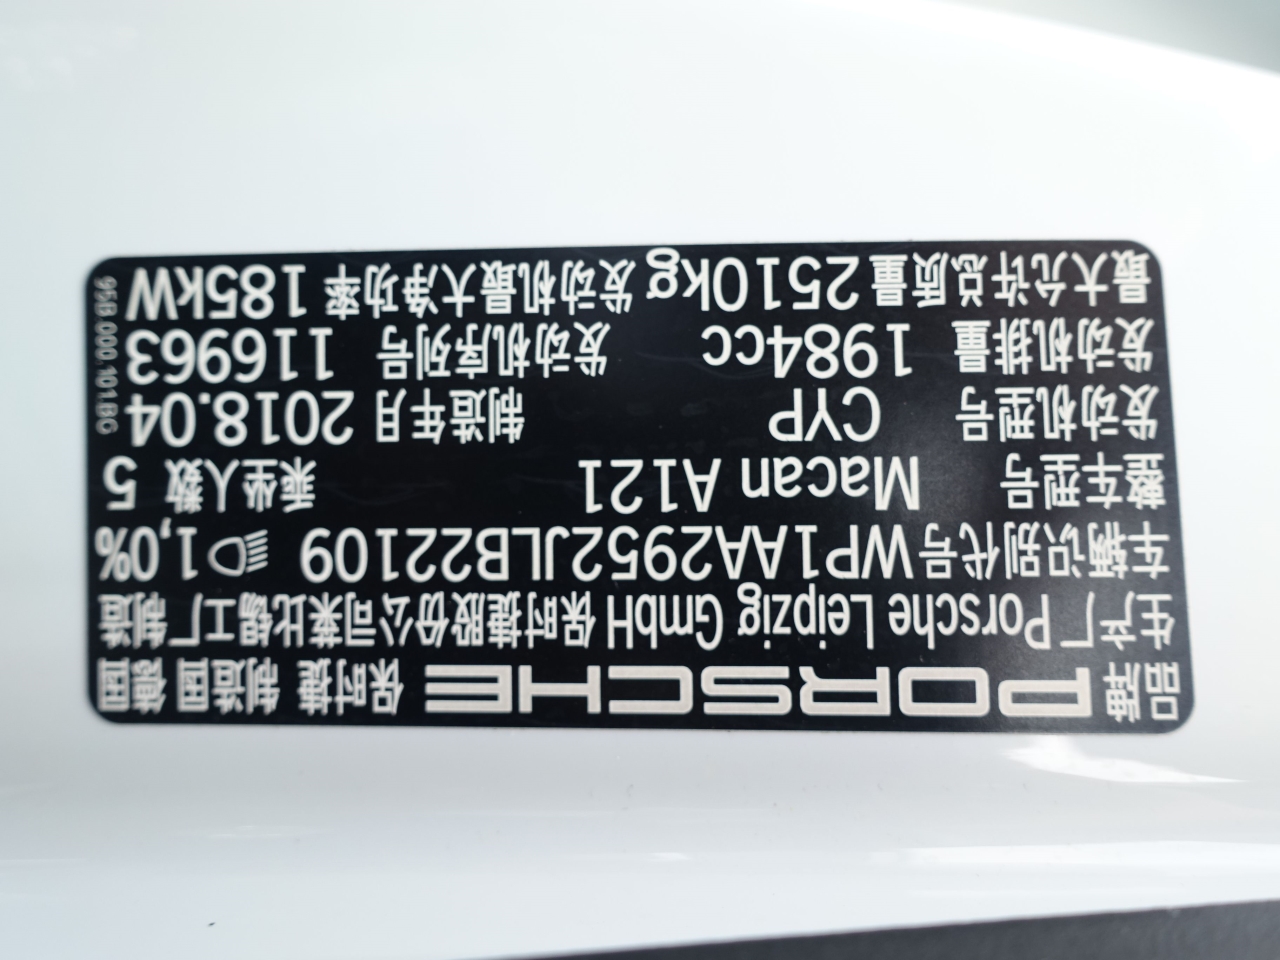 品牌 PORSCHE 保时捷 制造国 德国
生产厂 Porsche Leipzig GmbH 保时捷股份公司莱比锡工厂制造
车辆识别代号 WP1AA2952JLB22109 1,0%
整车型号 Macan A121 乘坐人数 5
发动机型号 CYP 制造年月 2018.04
发动机排量 1984cc 发动机序列号 116963
最大允许总质量 2510kg 发动机最大净功率 185kW
95B.000.101.BG